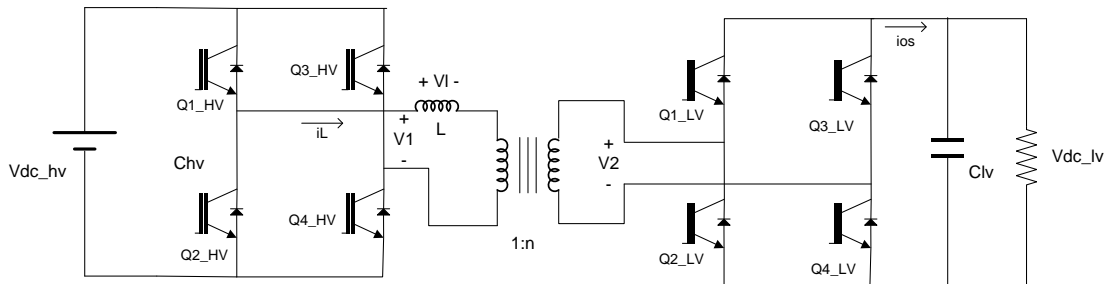 Vdc_hv
Q1_HV
Q3_HV
Chv
Q2_HV
Q4_HV
iL
+ Vl -
L
+
V1
-
1:n
+
V2
-
Q1_LV
Q3_LV
Q2_LV
Q4_LV
ios
Clv
Vdc_lv